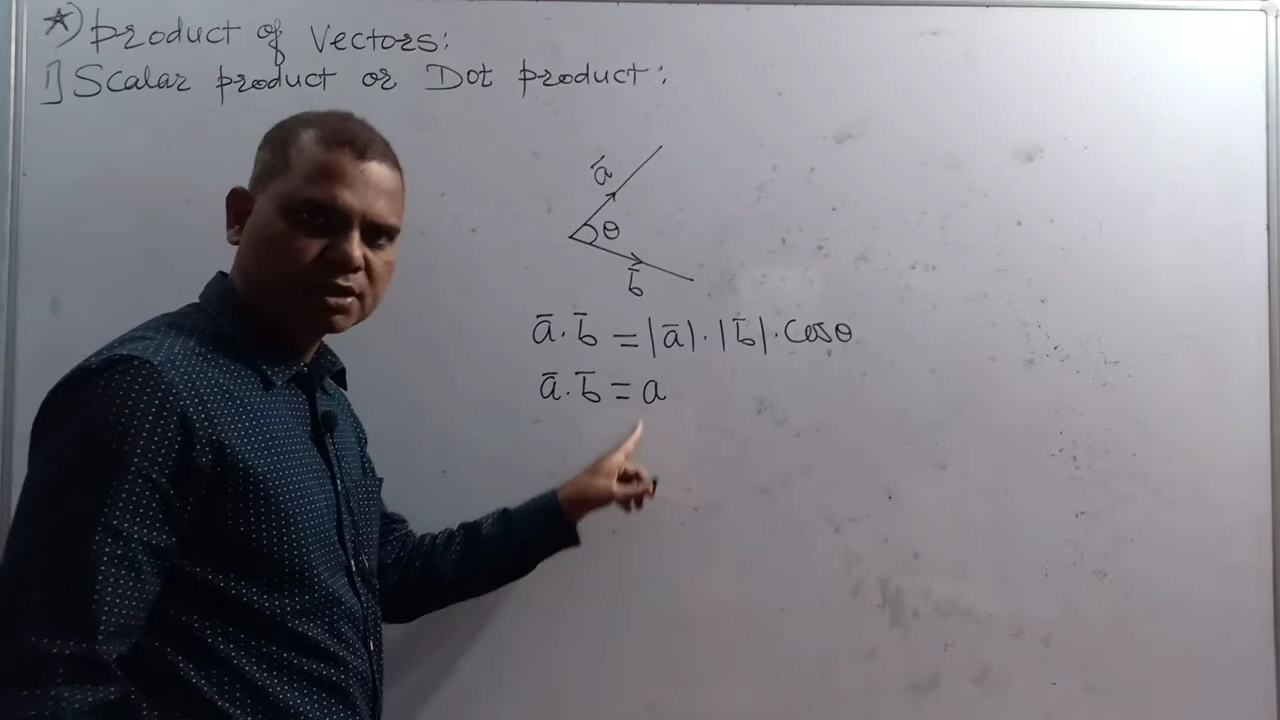 *) product of Vectors:
1] Scalar product or Dot product:
a̅
θ
b̅
a̅.b̅ = |a̅|.|b̅|.cosθ
a̅.b̅ = a